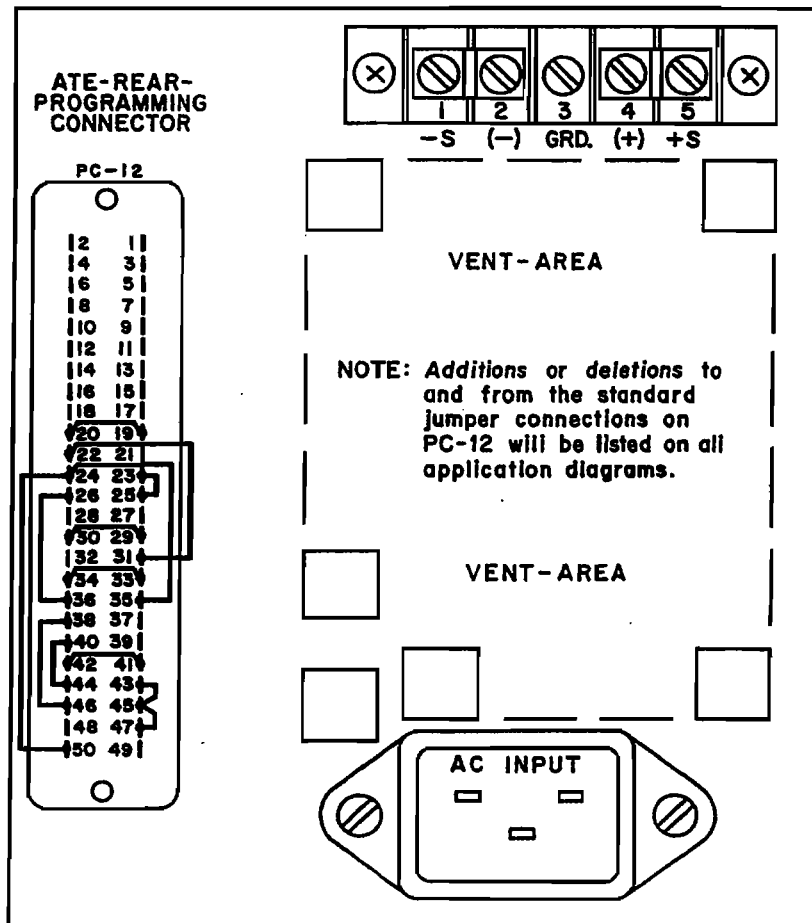 ATE-REAR-
PROGRAMMING
CONNECTOR
PC-12
2 1
4 3
6 5
8 7
10 9
12 11
14 13
16 15
18 17
20 19
22 21
24 23
26 25
28 27
30 29
32 31
34 33
36 35
38 37
40 39
42 41
44 43
46 45
48 47
50 49
1 2 3 4 5
-S (-) GRD. (+) +S
VENT-AREA
NOTE: Additions or deletions to
and from the standard
jumper connections on
PC-12 will be listed on all
application diagrams.
VENT-AREA
AC INPUT